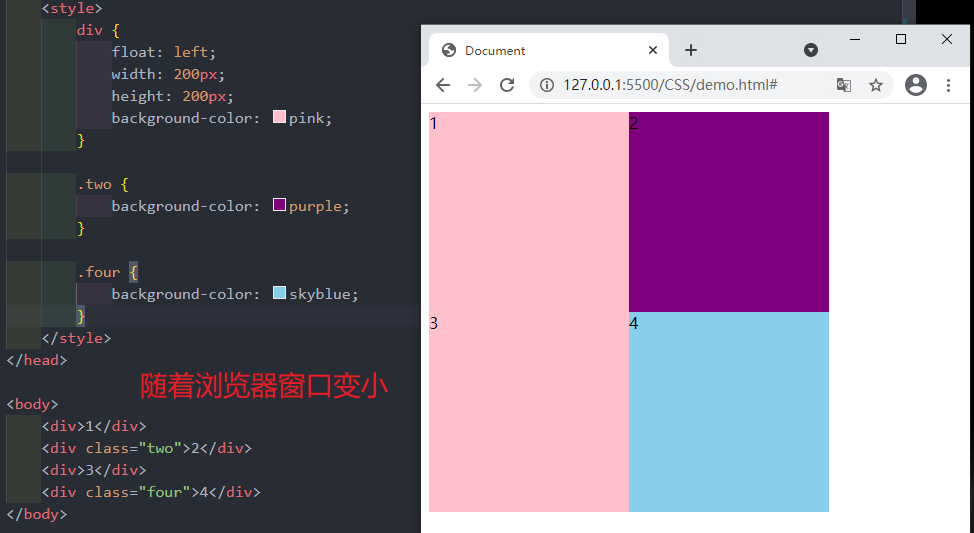 <style>
div {
float: left;
width: 200px;
height: 200px;
background-color: pink;
}
.two {
background-color: purple;
}
.four {
background-color: skyblue;
}
</style>
</head>
随着浏览器窗口变小
<body>
<div>1</div>
<div class="two">2</div>
<div>3</div>
<div class="four">4</div>
</body>
Document
127.0.0.1:5500/CSS/demo.html#
1 2
3 4